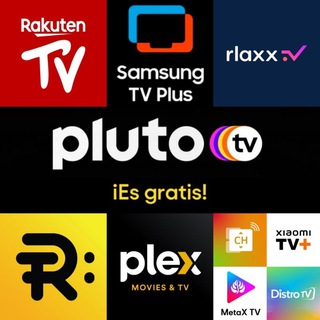 Rakuten
TV
SAMSUNG
TV Plus
rlaxx TV
pluto tv
¡Es gratis!
R:
plex
MOVIES & TV
CH
xiaomi
TV+
MetaX TV
Distro TV